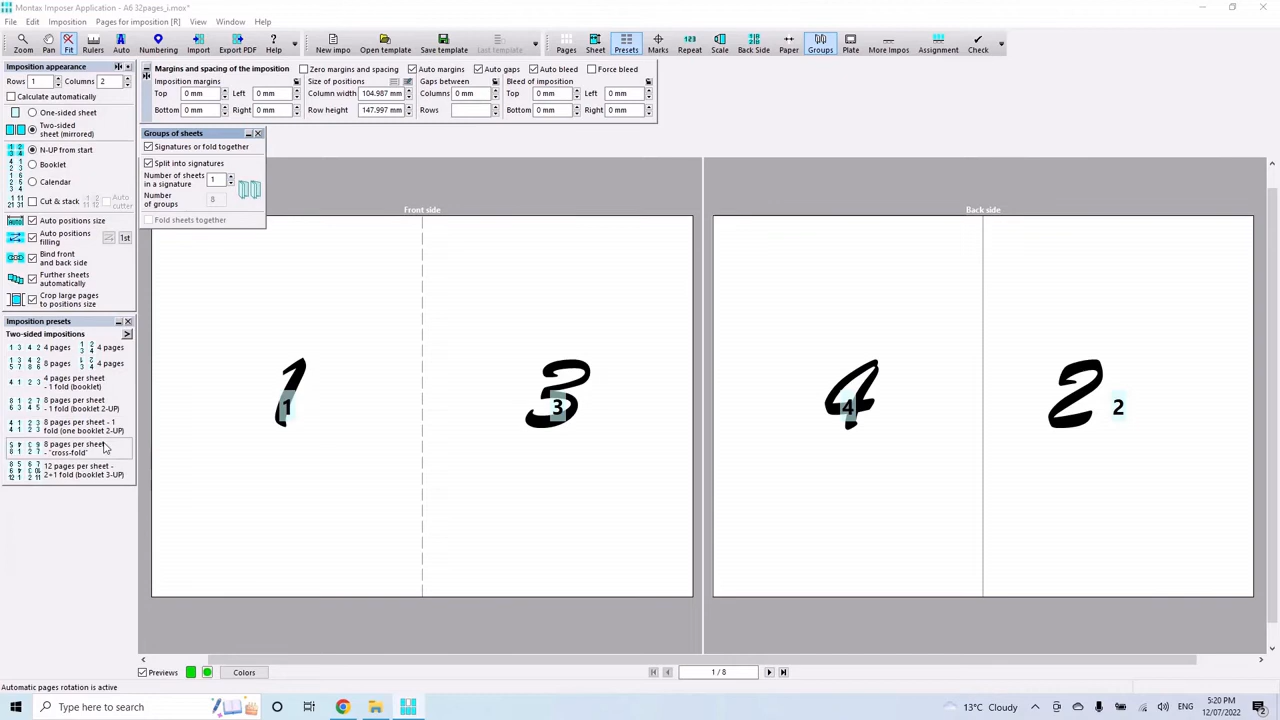 Montax Imposer Application - A6 32pages_i.mox*
File Edit Imposition Pages for imposition [R] View Window Help
Zoom Pan Fit Rulers Auto Numbering Import Export PDF Help New impo Open template Save template Last template Pages Sheet Presets Marks Repeat Scale Back Side Paper Groups Plate More Impos Assignment Check
Imposition appearance
Rows 1 Columns 2
Calculate automatically
One-sided sheet
Two-sided
sheet (mirrored)
N-UP from start
Booklet
Calendar
Cut & stack Auto
cutter
Auto positions size
Auto positions
filling 1st
Bind front
and back side
Further sheets
automatically
Crop large pages
to positions size
Margins and spacing of the imposition Zero margins and spacing Auto margins Auto gaps Auto bleed Force bleed
Imposition margins Size of positions Gaps between Bleed of imposition
Top 0 mm Left 0 mm Column width 104.987 mm Columns 0 mm Top 0 mm Left 0 mm
Bottom 0 mm Right 0 mm Row height 147.997 mm Rows Bottom 0 mm Right 0 mm
Groups of sheets
Signatures or fold together
Split into signatures
Number of sheets
in a signature 1
Number
of groups 8
Fold sheets together
Imposition presets
Two-sided impositions >
4 pages 4 pages
8 pages 4 pages
4 pages per sheet
- 1 fold (booklet)
8 pages per sheet
- 1 fold (booklet 2-UP)
8 pages per sheet - 1
fold (one booklet 2-UP)
8 pages per sheet
- "cross-fold"
12 pages per sheet -
2+1 fold (booklet 3-UP)
Front side Back side
1 3 4 2
1 3 4 2
Previews Colors 1 / 8
Automatic pages rotation is active
Type here to search
13°C Cloudy ENG 5:20 PM
12/07/2022
2